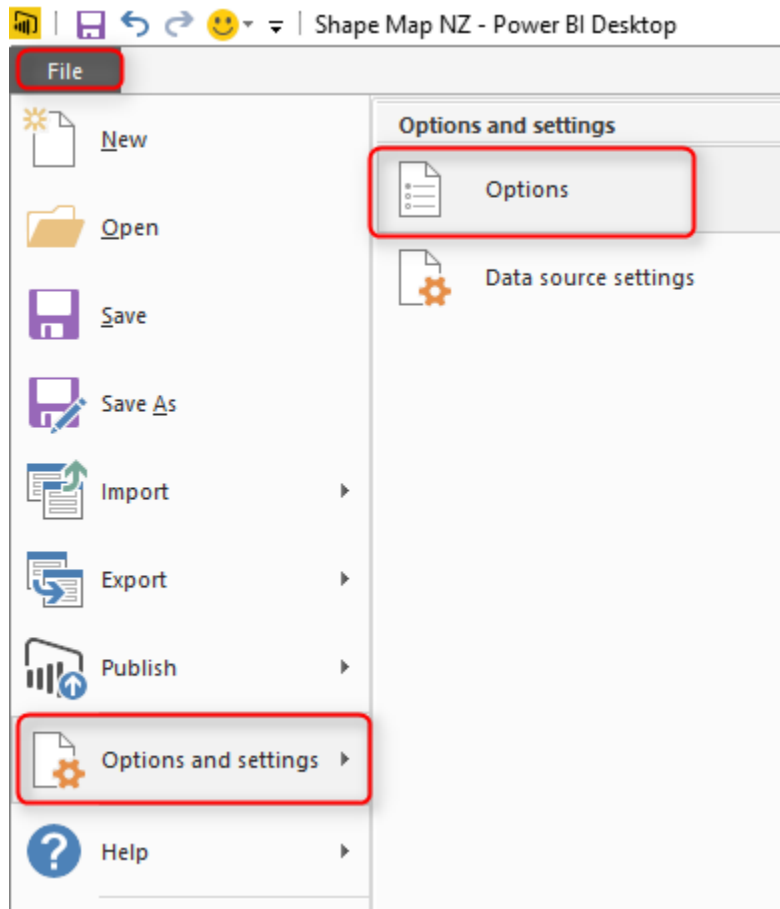 Shape Map NZ - Power BI Desktop
File
New
Open
Save
Save As
Import
Export
Publish
Options and settings
Help
Options and settings
Options
Data source settings